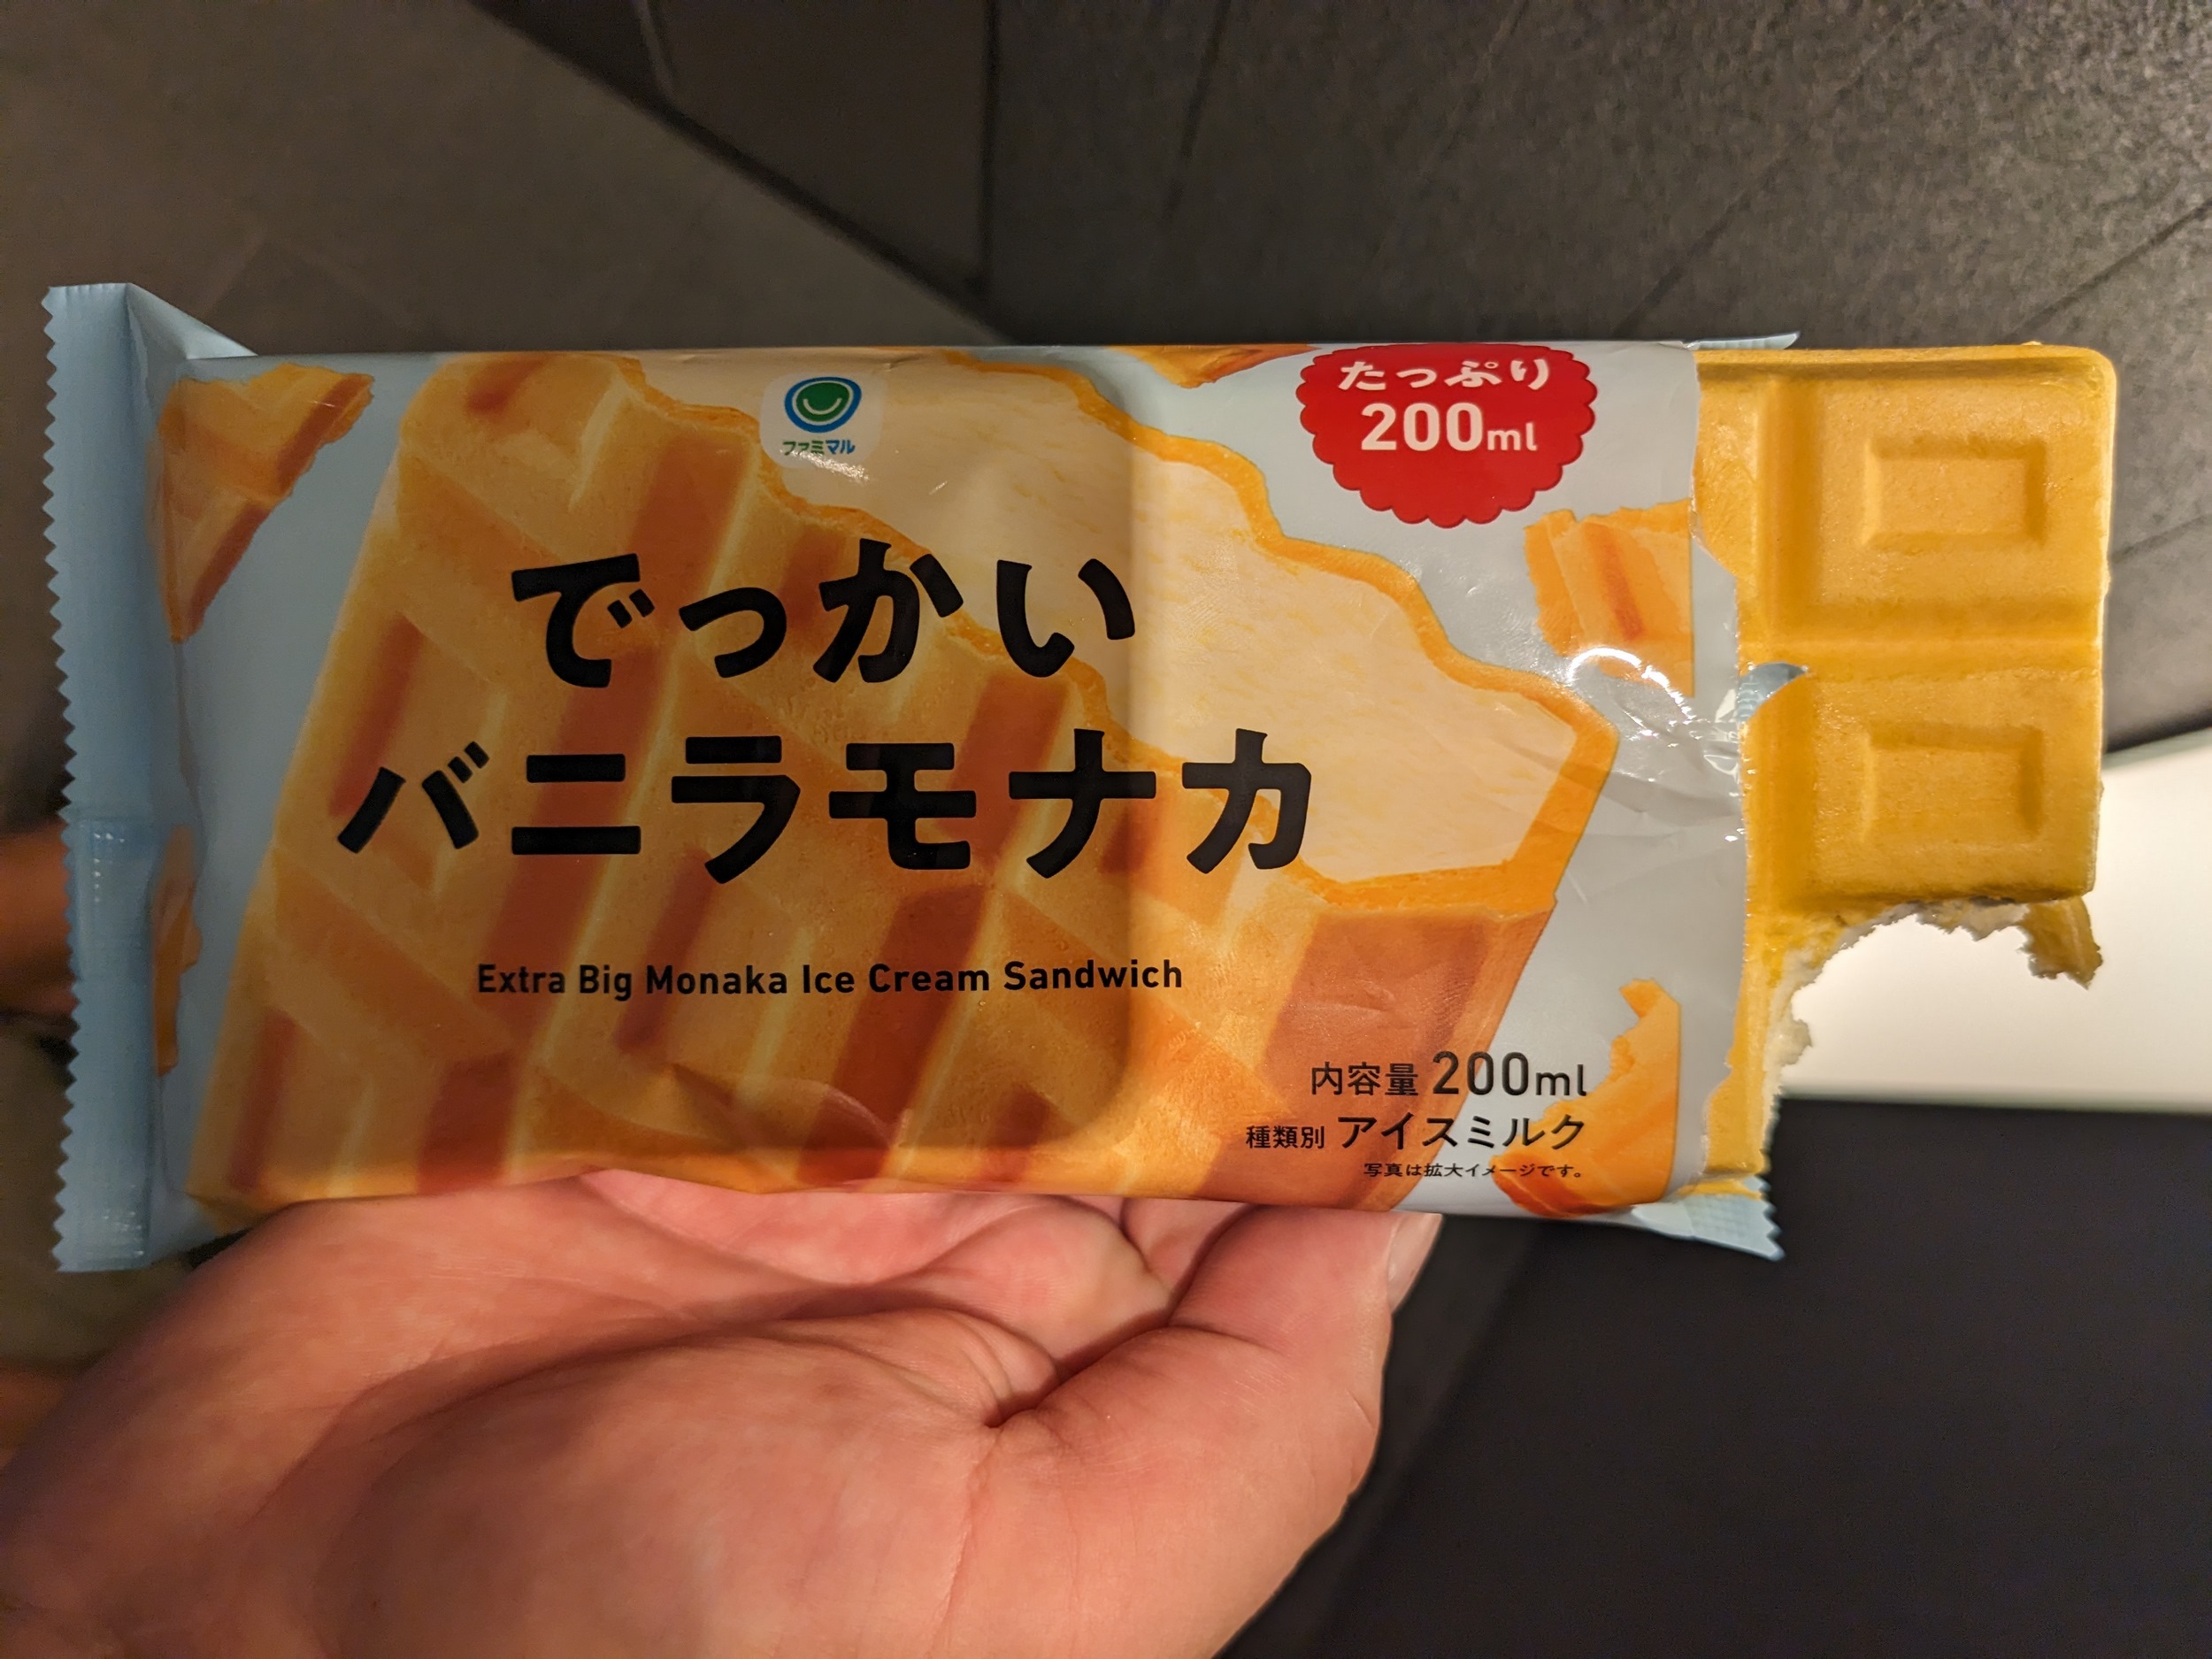 ファミマル
たっぷり
200ml
でっかい
バニラモナカ
Extra Big Monaka Ice Cream Sandwich
内容量 200ml
種類別 アイスミルク
写真は拡大イメージです。